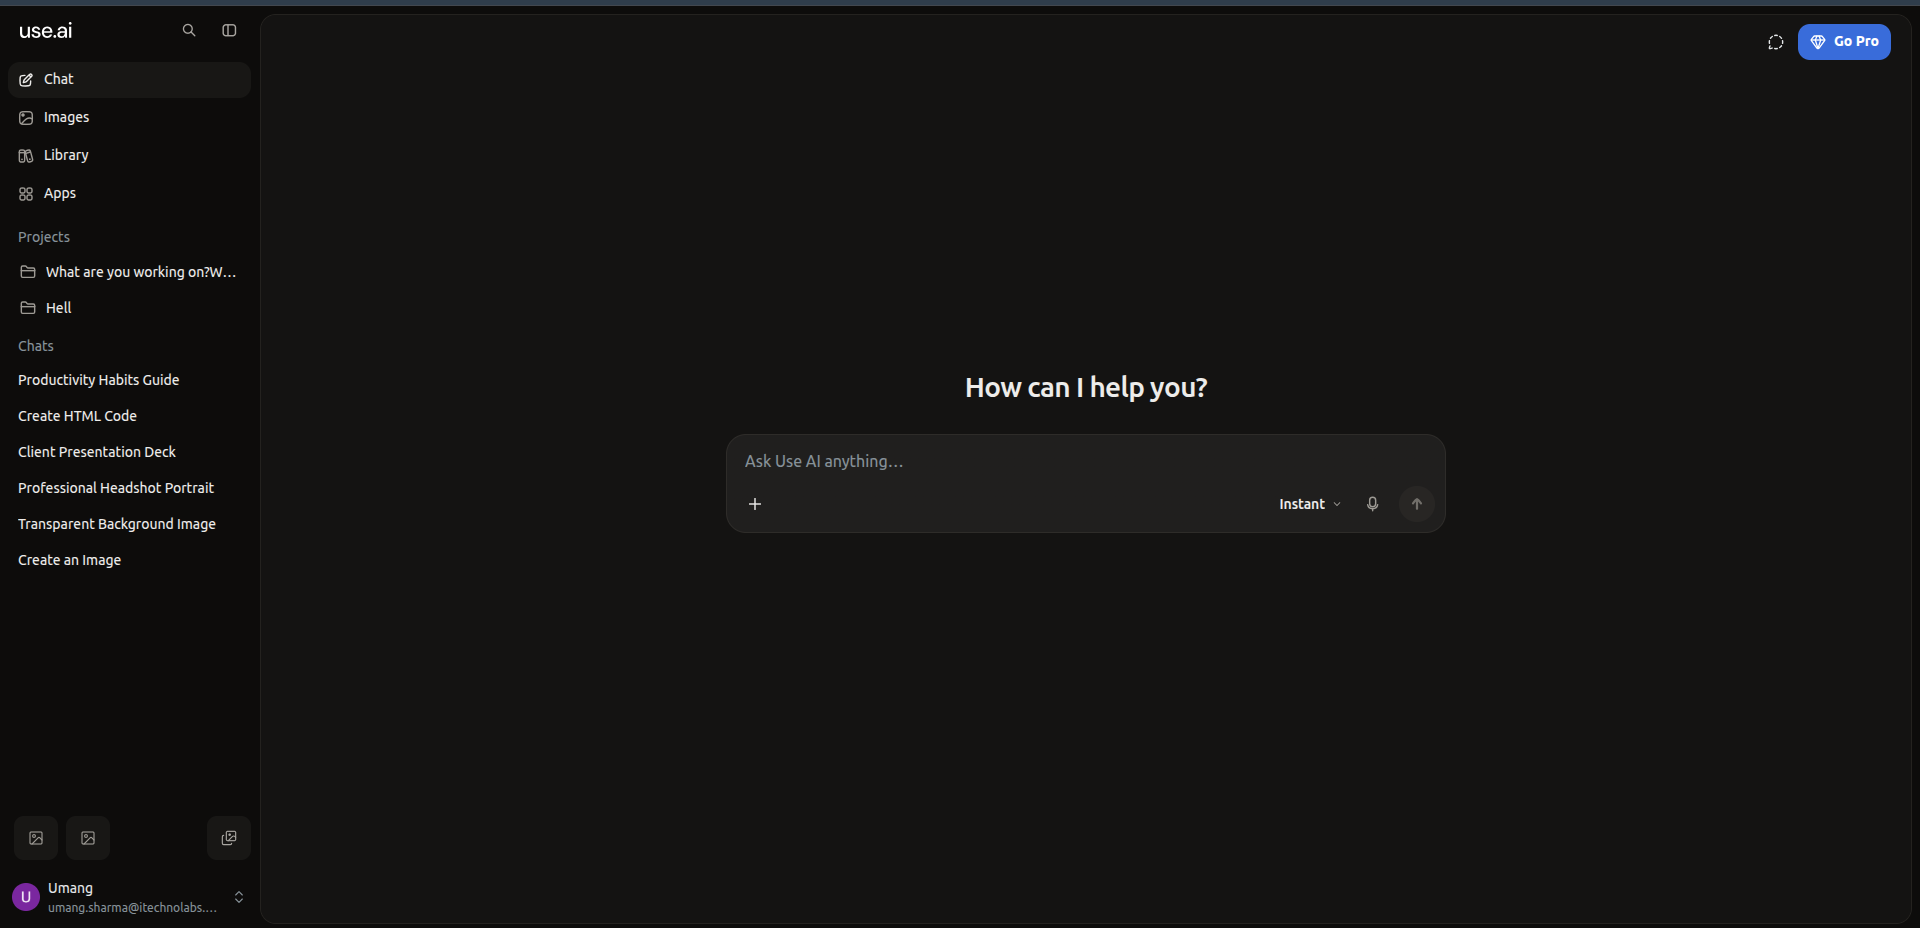 use.ai
Chat
Images
Library
Apps
Projects
What are you working on?W...
Hell
Chats
Productivity Habits Guide
Create HTML Code
Client Presentation Deck
Professional Headshot Portrait
Transparent Background Image
Create an Image
U
Umang
umang.sharma@itechnolabs....
Go Pro
How can I help you?
Ask Use AI anything...
Instant